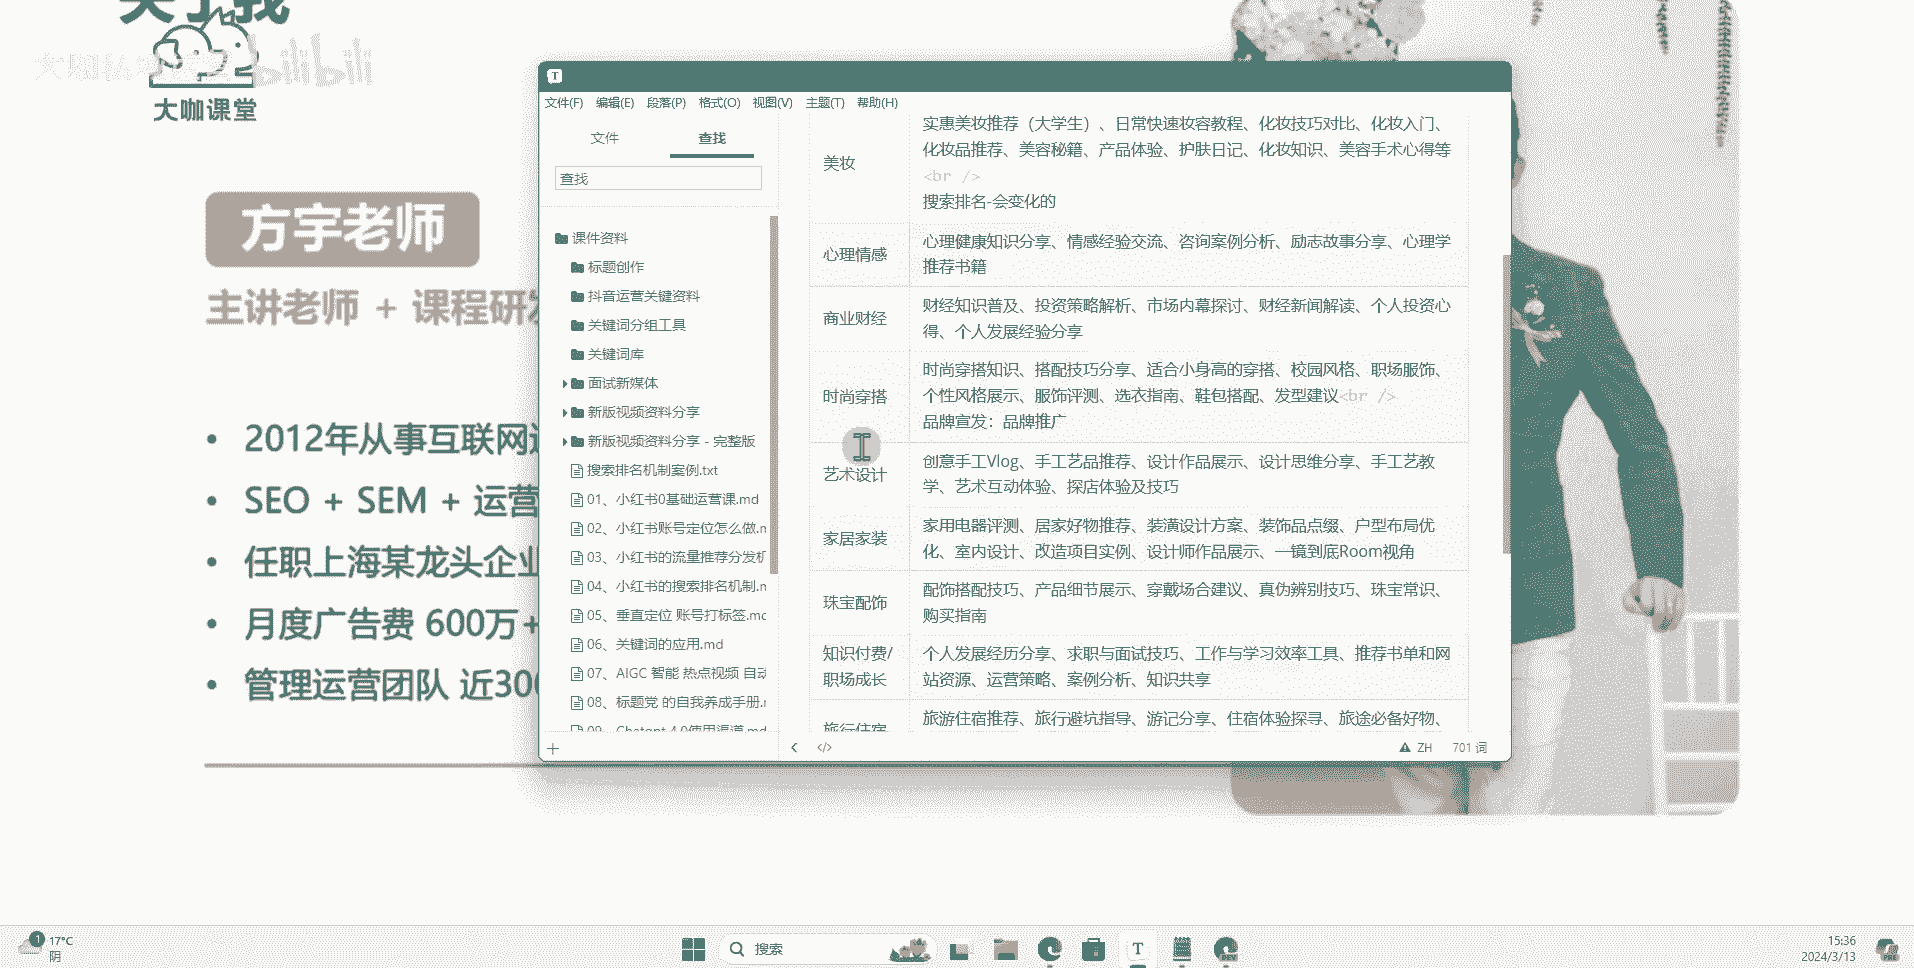 关于我
bilibili
大咖课堂
方宇老师
主讲老师 + 课程研发
2012年从事互联网运
SEO + SEM + 运营
任职上海某龙头企业
月度广告费 600万+
管理运营团队 近300
T
文件(F) 编辑(E) 段落(P) 格式(O) 视图(V) 主题(T) 帮助(H)
文件 查找
查找
课件资料
标题创作
抖音运营关键资料
关键词分组工具
关键词库
面试新媒体
新版视频资料分享
新版视频资料分享 - 完整版
搜索排名机制案例.txt
01、小红书0基础运营课.md
02、小红书账号定位怎么做.m
03、小红书的流量推荐分发机
04、小红书的搜索排名机制.m
05、垂直定位 账号打标签.md
06、关键词的应用.md
07、AIGC 智能 热点视频 自动
08、标题党 的自我养成手册.m
09、Chatgpt 4.0使用渠道.md
美妆
实惠美妆推荐（大学生）、日常快速妆容教程、化妆技巧对比、化妆入门、
化妆品推荐、美容秘籍、产品体验、护肤日记、化妆知识、美容手术心得等
<br />
搜索排名-会变化的
心理情感
心理健康知识分享、情感经验交流、咨询案例分析、励志故事分享、心理学
推荐书籍
商业财经
财经知识普及、投资策略解析、市场内幕探讨、财经新闻解读、个人投资心
得、个人发展经验分享
时尚穿搭
时尚穿搭知识、搭配技巧分享、适合小身高的穿搭、校园风格、职场服饰、
个性风格展示、服饰评测、选衣指南、鞋包搭配、发型建议<br />
品牌宣发：品牌推广
艺术设计
创意手工Vlog、手工艺品推荐、设计作品展示、设计思维分享、手工艺教
学、艺术互动体验、探店体验及技巧
家居家装
家用电器评测、居家好物推荐、装潢设计方案、装饰品点缀、户型布局优
化、室内设计、改造项目实例、设计师作品展示、一镜到底Room视角
珠宝配饰
配饰搭配技巧、产品细节展示、穿戴场合建议、真伪辨别技巧、珠宝常识、
购买指南
知识付费/
职场成长
个人发展经历分享、求职与面试技巧、工作与学习效率工具、推荐书单和网
站资源、运营策略、案例分析、知识共享
旅行住宿
旅游住宿推荐、旅行避坑指导、游记分享、住宿体验探寻、旅途必备好物、
ZH 701 词
1
17°C
阴
搜索
T
DEV
15:36
2024/3/13
PRE